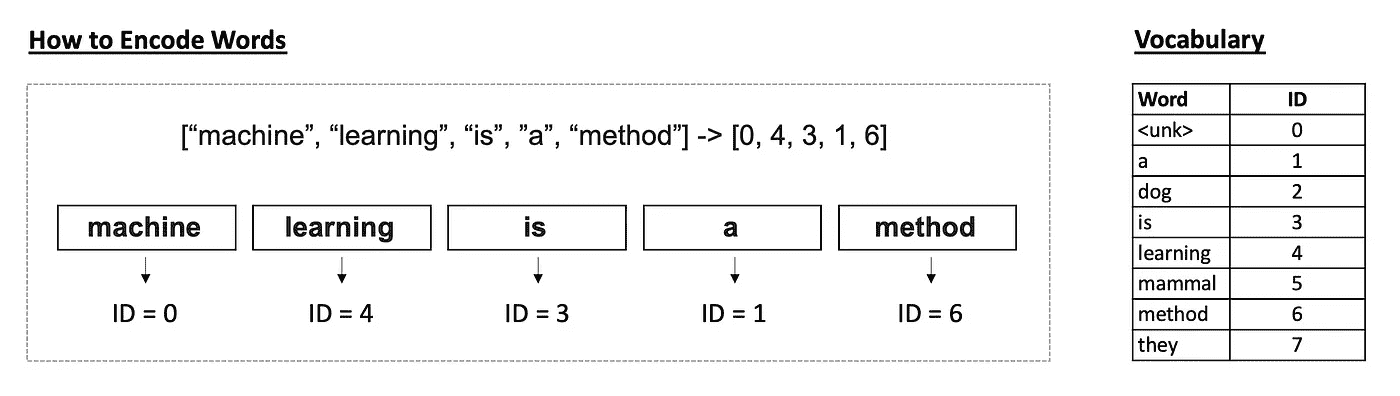 How to Encode Words
[“machine”, “learning”, “is”, ”a”, “method”] -> [0, 4, 3, 1, 6]
machine learning is a method
ID = 0 ID = 4 ID = 3 ID = 1 ID = 6
Vocabulary
Word ID
<unk> 0
a 1
dog 2
is 3
learning 4
mammal 5
method 6
they 7